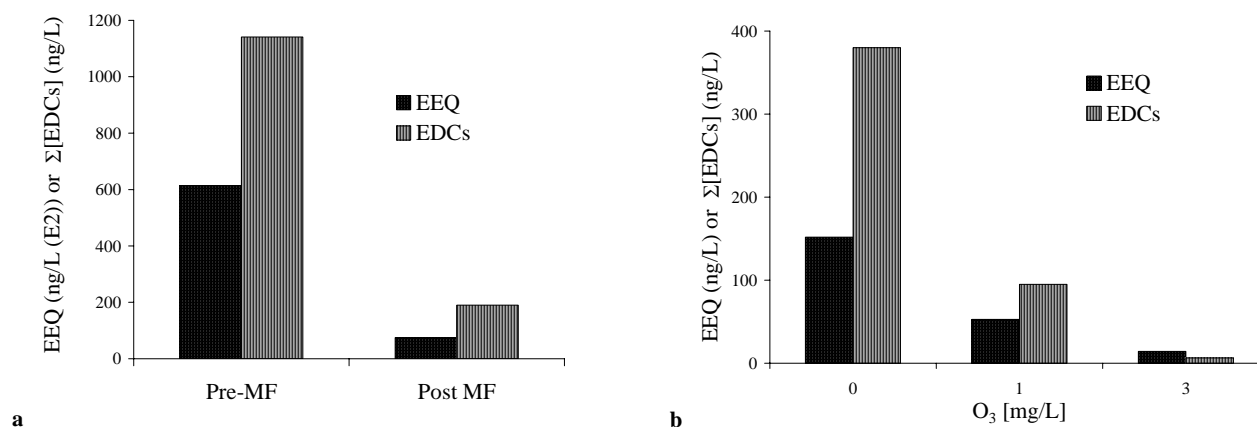 EEQ (ng/L (E2)) or Σ[EDCs] (ng/L)
1200
1000
800
600
400
200
0
EEQ
EDCs
Pre-MF
Post MF
a
EEQ (ng/L) or Σ[EDCs] (ng/L)
400
300
200
100
0
EEQ
EDCs
0
1
3
O₃ [mg/L]
b